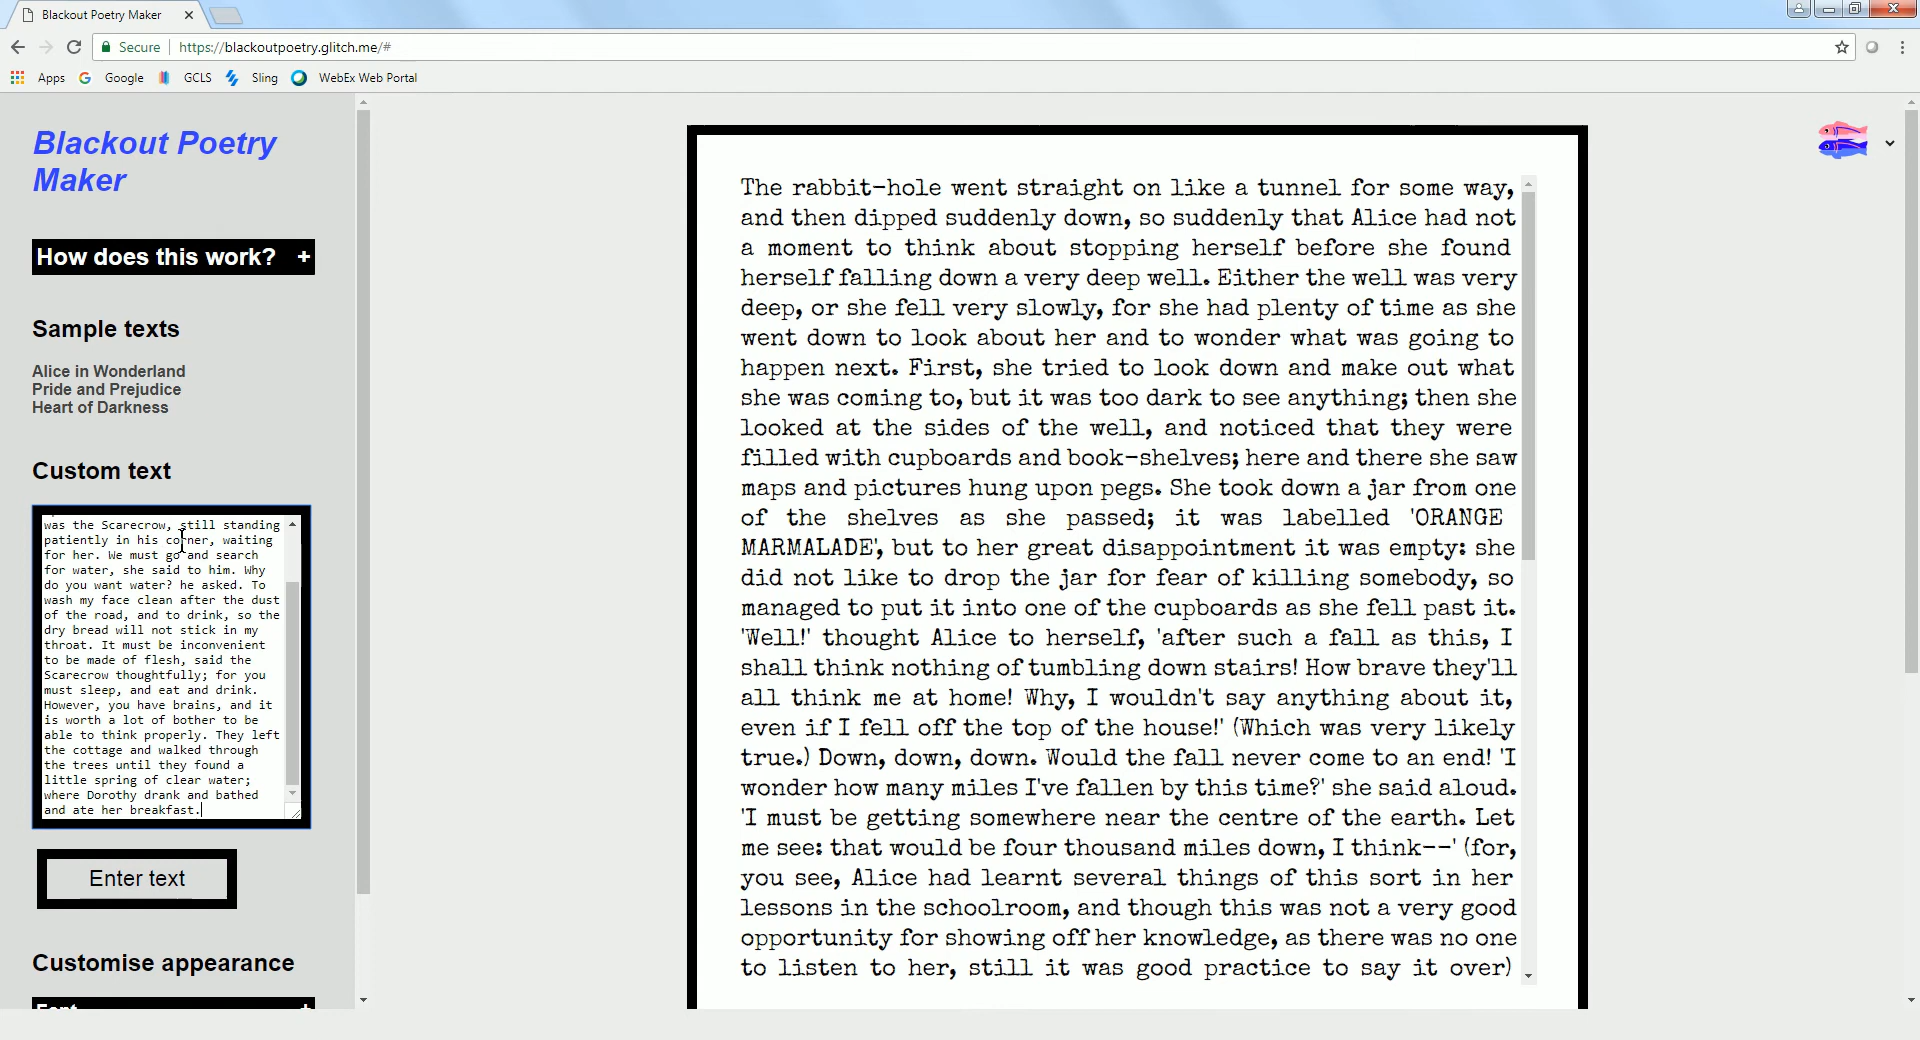 Blackout Poetry Maker
Secure
https://blackoutpoetry.glitch.me/#
Apps
Google
GCLS
Sling
WebEx Web Portal
Blackout Poetry
Maker
How does this work? +
Sample texts
Alice in Wonderland
Pride and Prejudice
Heart of Darkness
Custom text
was the Scarecrow, still standing
patiently in his corner, waiting
for her. We must go and search
for water, she said to him. Why
do you want water? he asked. To
wash my face clean after the dust
of the road, and to drink, so the
dry bread will not stick in my
throat. It must be inconvenient
to be made of flesh, said the
Scarecrow thoughtfully; for you
must sleep, and eat and drink.
However, you have brains, and it
is worth a lot of bother to be
able to think properly. They left
the cottage and walked through
the trees until they found a
little spring of clear water;
where Dorothy drank and bathed
and ate her breakfast.
Enter text
Customise appearance
Font +
The rabbit-hole went straight on like a tunnel for some way,
and then dipped suddenly down, so suddenly that Alice had not
a moment to think about stopping herself before she found
herself falling down a very deep well. Either the well was very
deep, or she fell very slowly, for she had plenty of time as she
went down to look about her and to wonder what was going to
happen next. First, she tried to look down and make out what
she was coming to, but it was too dark to see anything; then she
looked at the sides of the well, and noticed that they were
filled with cupboards and book-shelves; here and there she saw
maps and pictures hung upon pegs. She took down a jar from one
of the shelves as she passed; it was labelled 'ORANGE
MARMALADE', but to her great disappointment it was empty: she
did not like to drop the jar for fear of killing somebody, so
managed to put it into one of the cupboards as she fell past it.
'Well!' thought Alice to herself, 'after such a fall as this, I
shall think nothing of tumbling down stairs! How brave they'll
all think me at home! Why, I wouldn't say anything about it,
even if I fell off the top of the house!' (Which was very likely
true.) Down, down, down. Would the fall never come to an end! 'I
wonder how many miles I've fallen by this time?' she said aloud.
'I must be getting somewhere near the centre of the earth. Let
me see: that would be four thousand miles down, I think--' (for,
you see, Alice had learnt several things of this sort in her
lessons in the schoolroom, and though this was not a very good
opportunity for showing off her knowledge, as there was no one
to listen to her, still it was good practice to say it over)